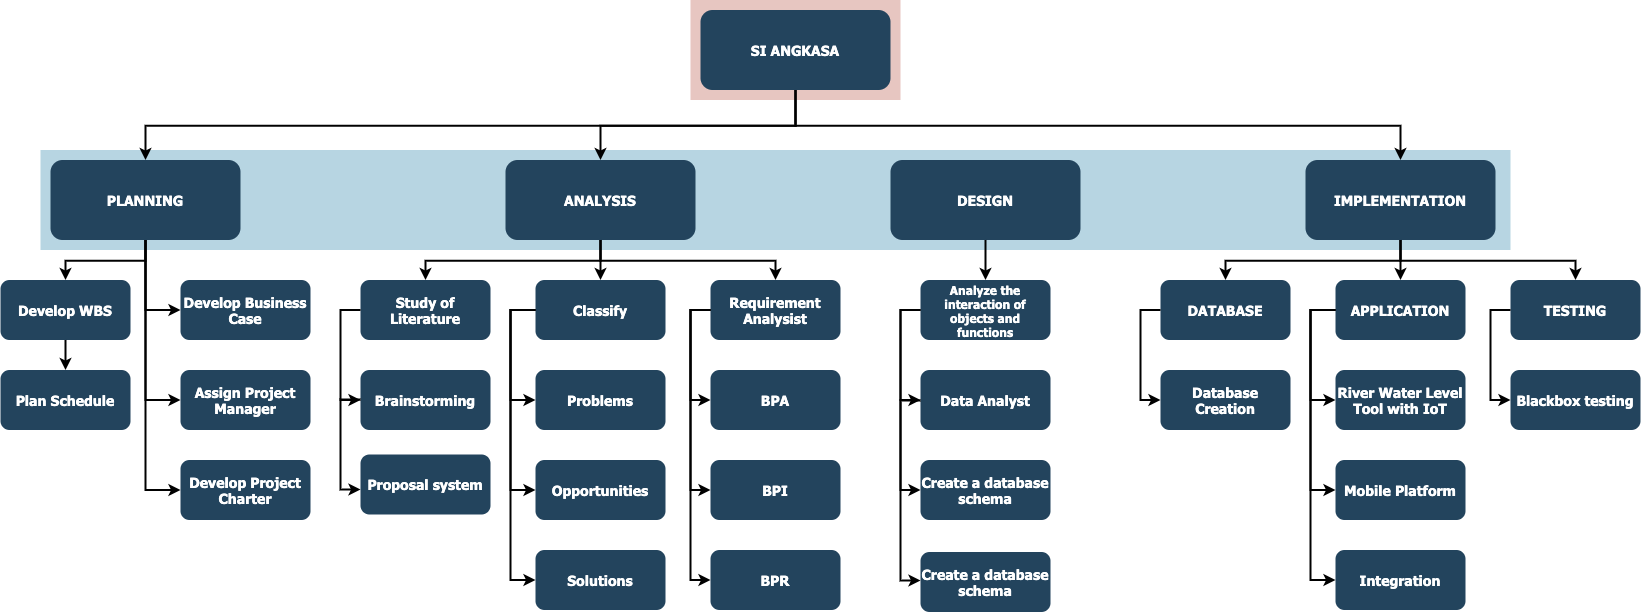 SI ANGKASA
PLANNING
ANALYSIS
DESIGN
IMPLEMENTATION
Develop WBS
Plan Schedule
Develop Business
Case
Assign Project
Manager
Develop Project
Charter
Study of
Literature
Brainstorming
Proposal system
Classify
Problems
Opportunities
Solutions
Requirement
Analysist
BPA
BPI
BPR
Analyze the
interaction of
objects and
functions
Data Analyst
Create a database
schema
Create a database
schema
DATABASE
Database
Creation
APPLICATION
River Water Level
Tool with IoT
Mobile Platform
Integration
TESTING
Blackbox testing